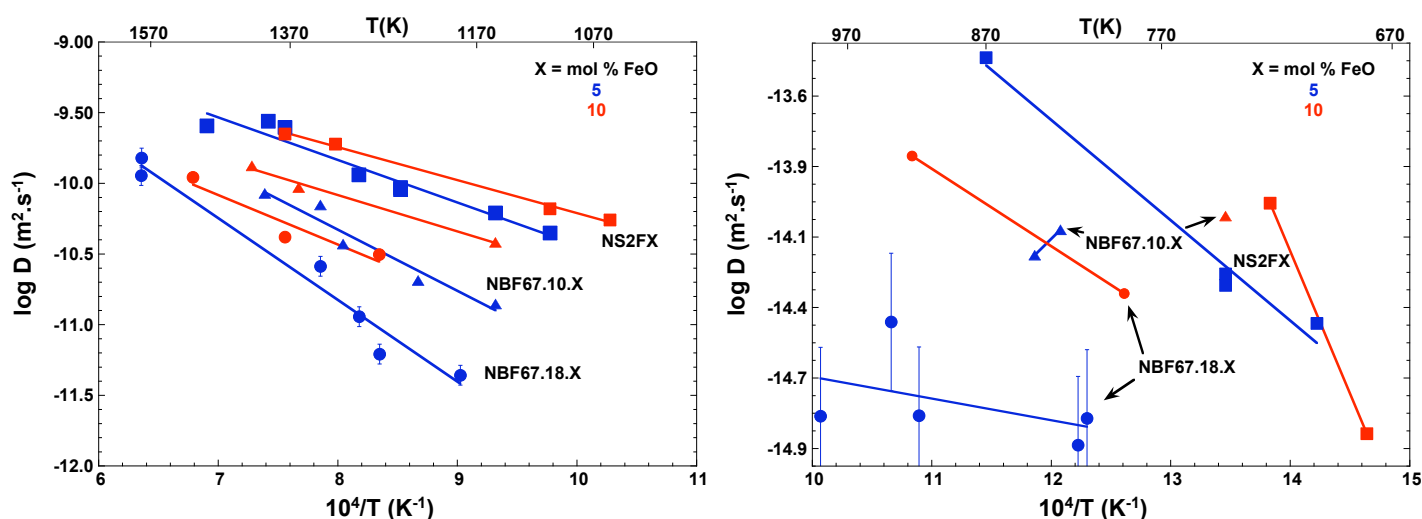 T(K)
1570 1370 1170 1070
-9.00
-9.50
-10.0
-10.5
-11.0
-11.5
-12.0
log D (m².s⁻¹)
X = mol % FeO
5
10
NS2FX
NBF67.10.X
NBF67.18.X
6 7 8 9 10 11
10⁴/T (K⁻¹)
T(K)
970 870 770 670
-13.6
-13.9
-14.1
-14.4
-14.7
-14.9
log D (m².s⁻¹)
X = mol % FeO
5
10
NBF67.10.X
NS2FX
NBF67.18.X
10 11 12 13 14 15
10⁴/T (K⁻¹)